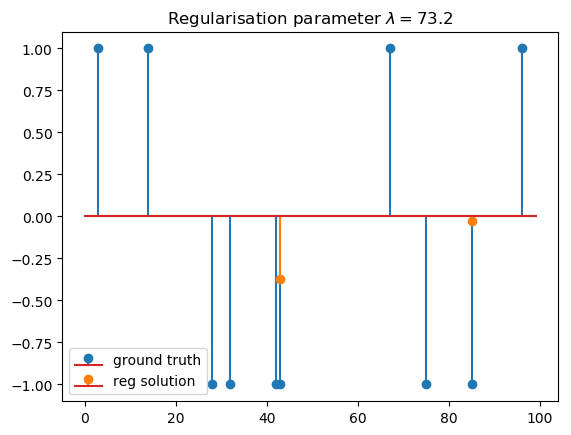 Regularisation parameter λ = 73.2
1.00
0.75
0.50
0.25
0.00
−0.25
−0.50
−0.75
−1.00
ground truth
reg solution
0 20 40 60 80 100